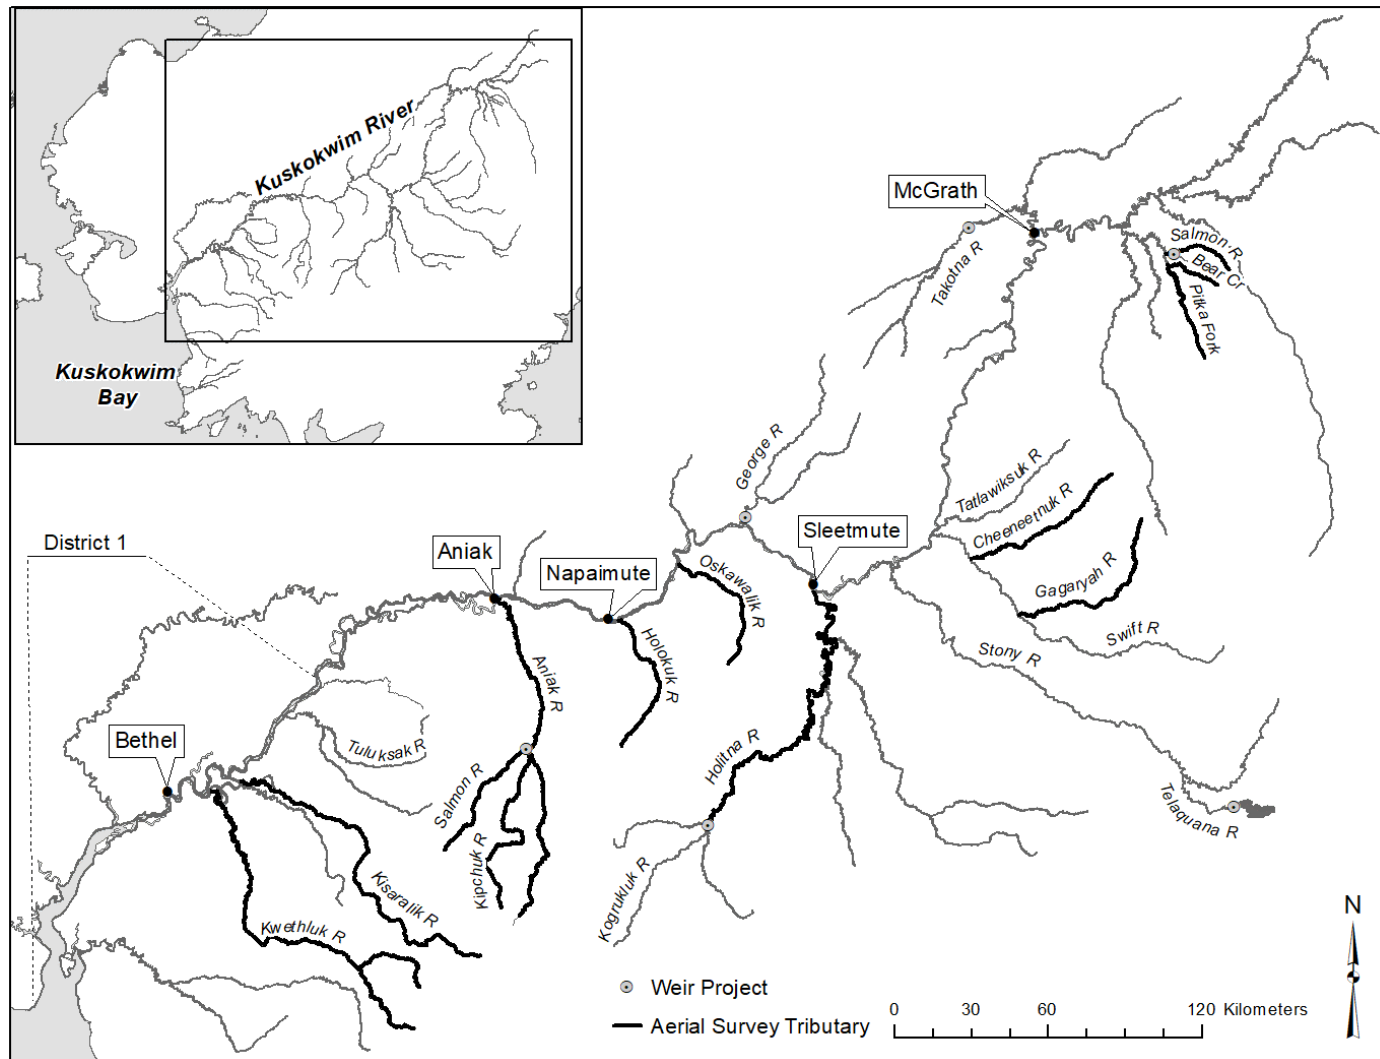 Kuskokwim River
Kuskokwim
Bay
McGrath
Takotna R
Salmon R
Bear Cr
Pitka Fork
George R
Tatlawiksuk R
Cheeneetnuk R
Gagaryah R
Swift R
Stony R
Telaquana R
Sleetmute
Oskawalik R
Napaimute
Holokuk R
Aniak
Aniak R
District 1
Tuluksak R
Bethel
Salmon R
Kipchuk R
Kisaralik R
Kwethluk R
Holitna R
Kogrukluk R
N
Weir Project
Aerial Survey Tributary
0 30 60 120 Kilometers